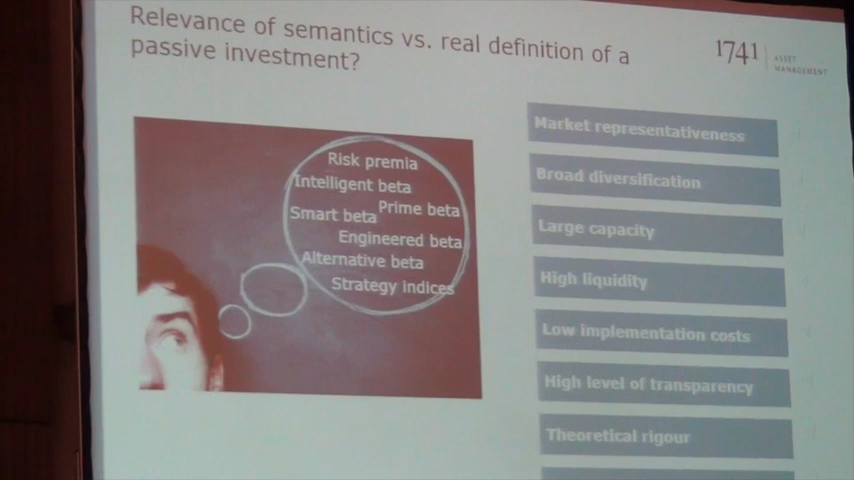 Relevance of semantics vs. real definition of a
passive investment?
1741 ASSET
MANAGEMENT
Risk premia
Intelligent beta
Prime beta
Smart beta
Engineered beta
Alternative beta
Strategy indices
Market representativeness
Broad diversification
Large capacity
High liquidity
Low implementation costs
High level of transparency
Theoretical rigour